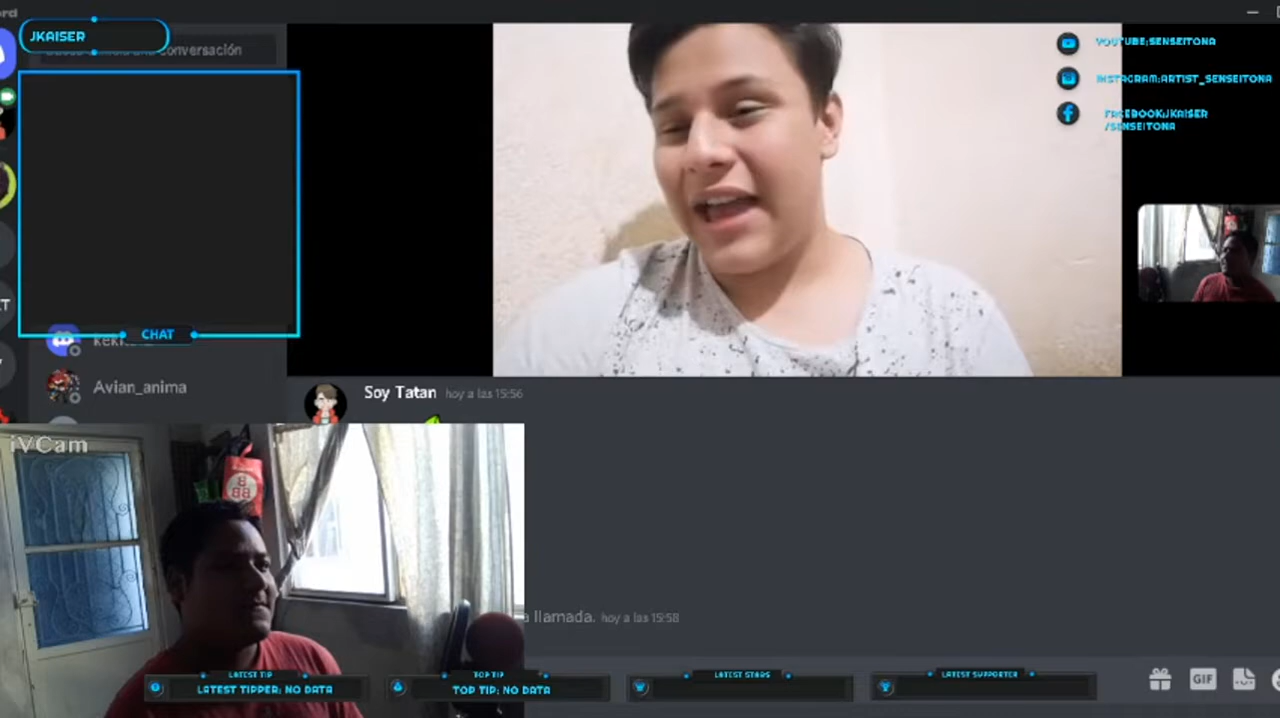 JKAISER
conversación
YOUTUBE:SENSEITONA
INSTAGRAM:ARTIST_SENSEITONA
FACEBOOK:JKAISER
/SENSEITONA
CHAT
Avian_anima
Soy Tatan hoy a las 15:56
iVCam
llamada. hoy a las 15:58
LATEST TIP
LATEST TIPPER: NO DATA
TOP TIP
TOP TIP: NO DATA
LATEST STARS
LATEST SUPPORTER
GIF